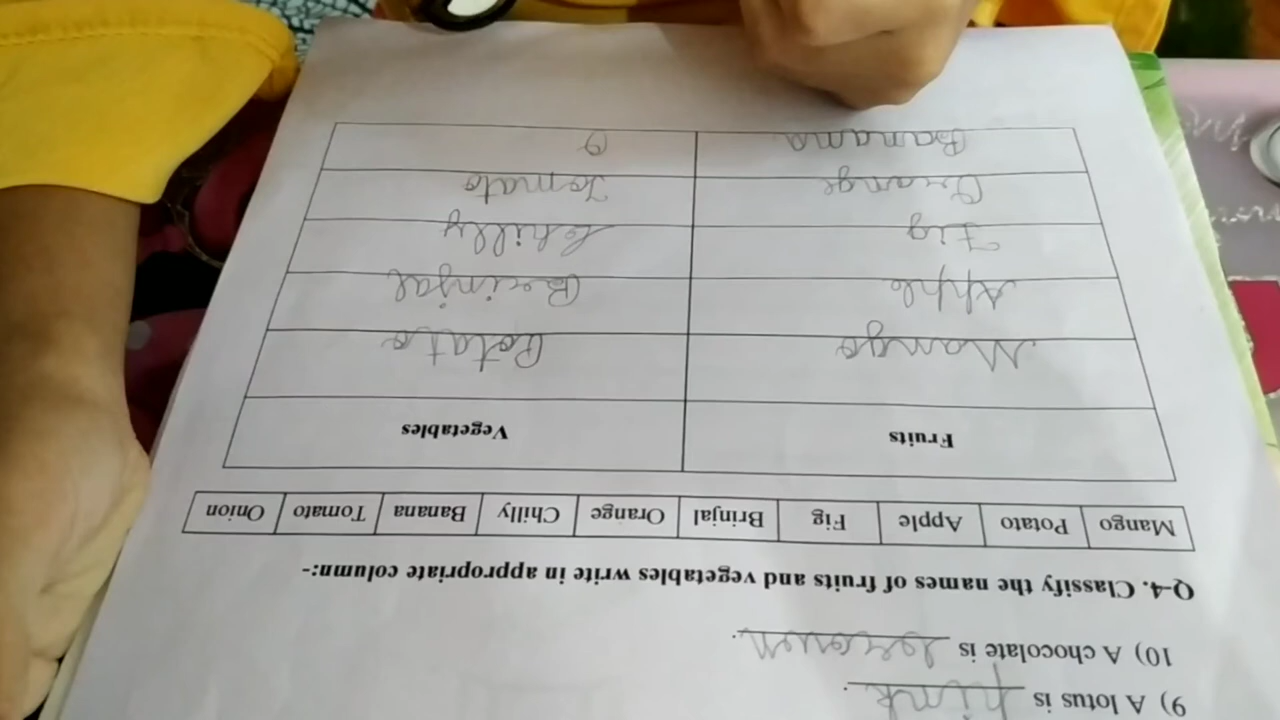 9) A lotus is pink.
10) A chocolate is brown.
Q-4. Classify the names of fruits and vegetables write in appropriate column:-
Mango Potato Apple Fig Brinjal Orange Chilly Banana Tomato Onion
Fruits Vegetables
Mango Potato
Apple Brinjal
Fig Chilly
Orange Tomato
Banana O